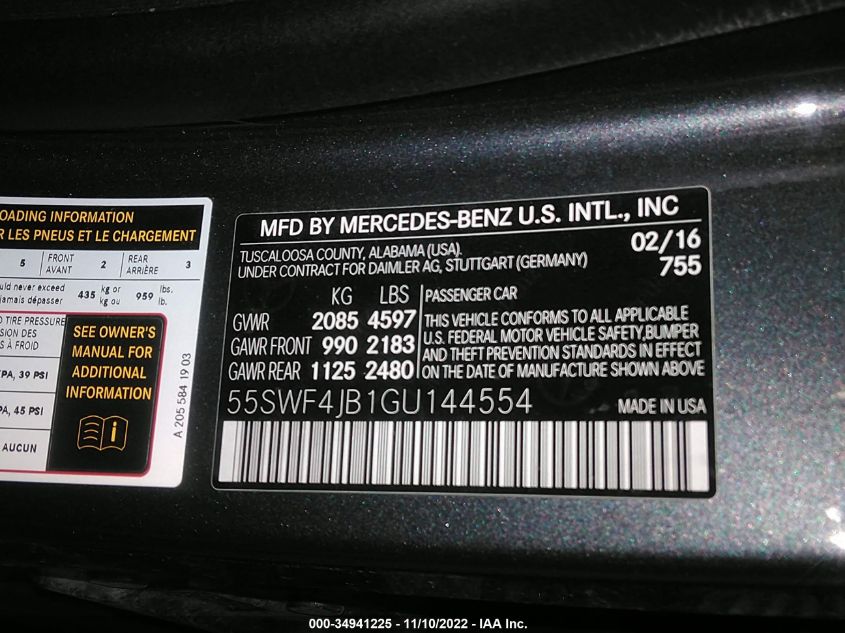 OADING INFORMATION
R LES PNEUS ET LE CHARGEMENT
5 FRONT AVANT 2 REAR ARRIÈRE 3
uld never exceed
jamais dépasser 435 kg or kg ou 959 lbs. lb.
D TIRE PRESSURE
SION DES
S À FROID
PA, 39 PSI
PA, 45 PSI
AUCUN
SEE OWNER'S
MANUAL FOR
ADDITIONAL
INFORMATION
A 205 584 19 03
MFD BY MERCEDES-BENZ U.S. INTL., INC
TUSCALOOSA COUNTY, ALABAMA (USA)
UNDER CONTRACT FOR DAIMLER AG, STUTTGART (GERMANY)
02/16
755
KG LBS
GVWR 2085 4597
GAWR FRONT 990 2183
GAWR REAR 1125 2480
PASSENGER CAR
THIS VEHICLE CONFORMS TO ALL APPLICABLE
U.S. FEDERAL MOTOR VEHICLE SAFETY,BUMPER
AND THEFT PREVENTION STANDARDS IN EFFECT
ON THE DATE OF MANUFACTURE SHOWN ABOVE
55SWF4JB1GU144554
MADE IN USA
000-34941225 - 11/10/2022 - IAA Inc.